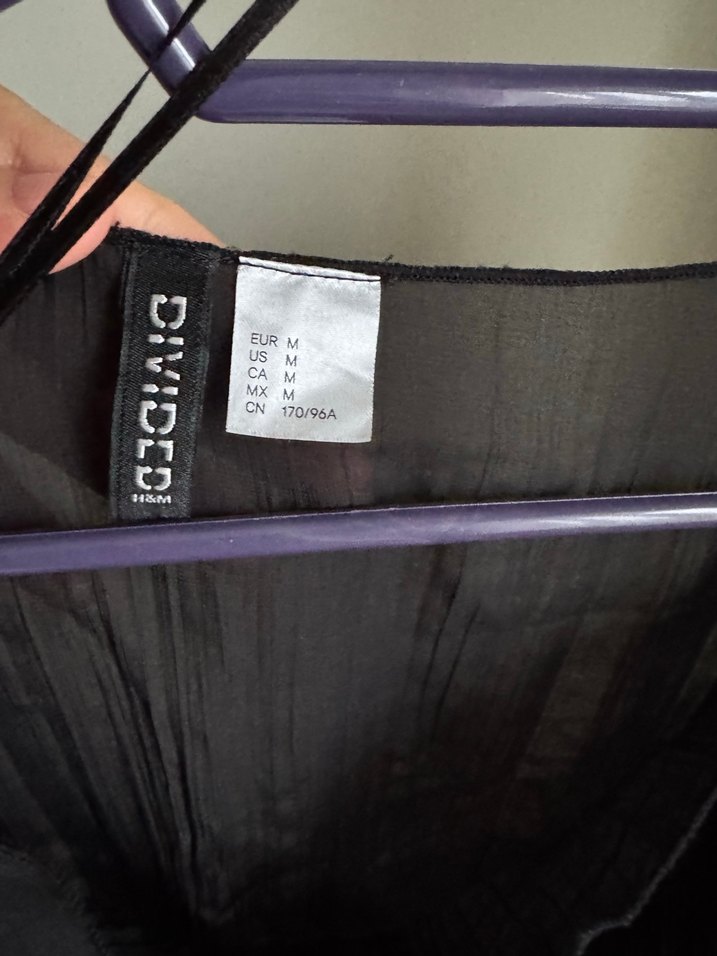 DIVIDED
H&M
EUR M
US M
CA M
MX M
CN 170/96A